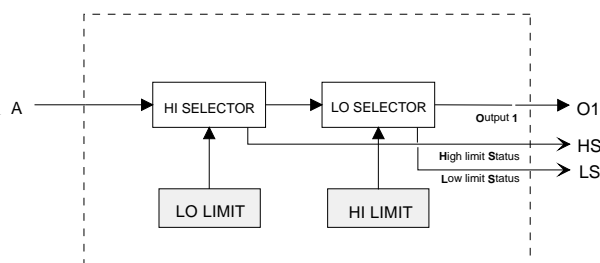 A
HI SELECTOR
LO SELECTOR
Output 1
O1
HS
High limit Status
LS
Low limit Status
LO LIMIT
HI LIMIT